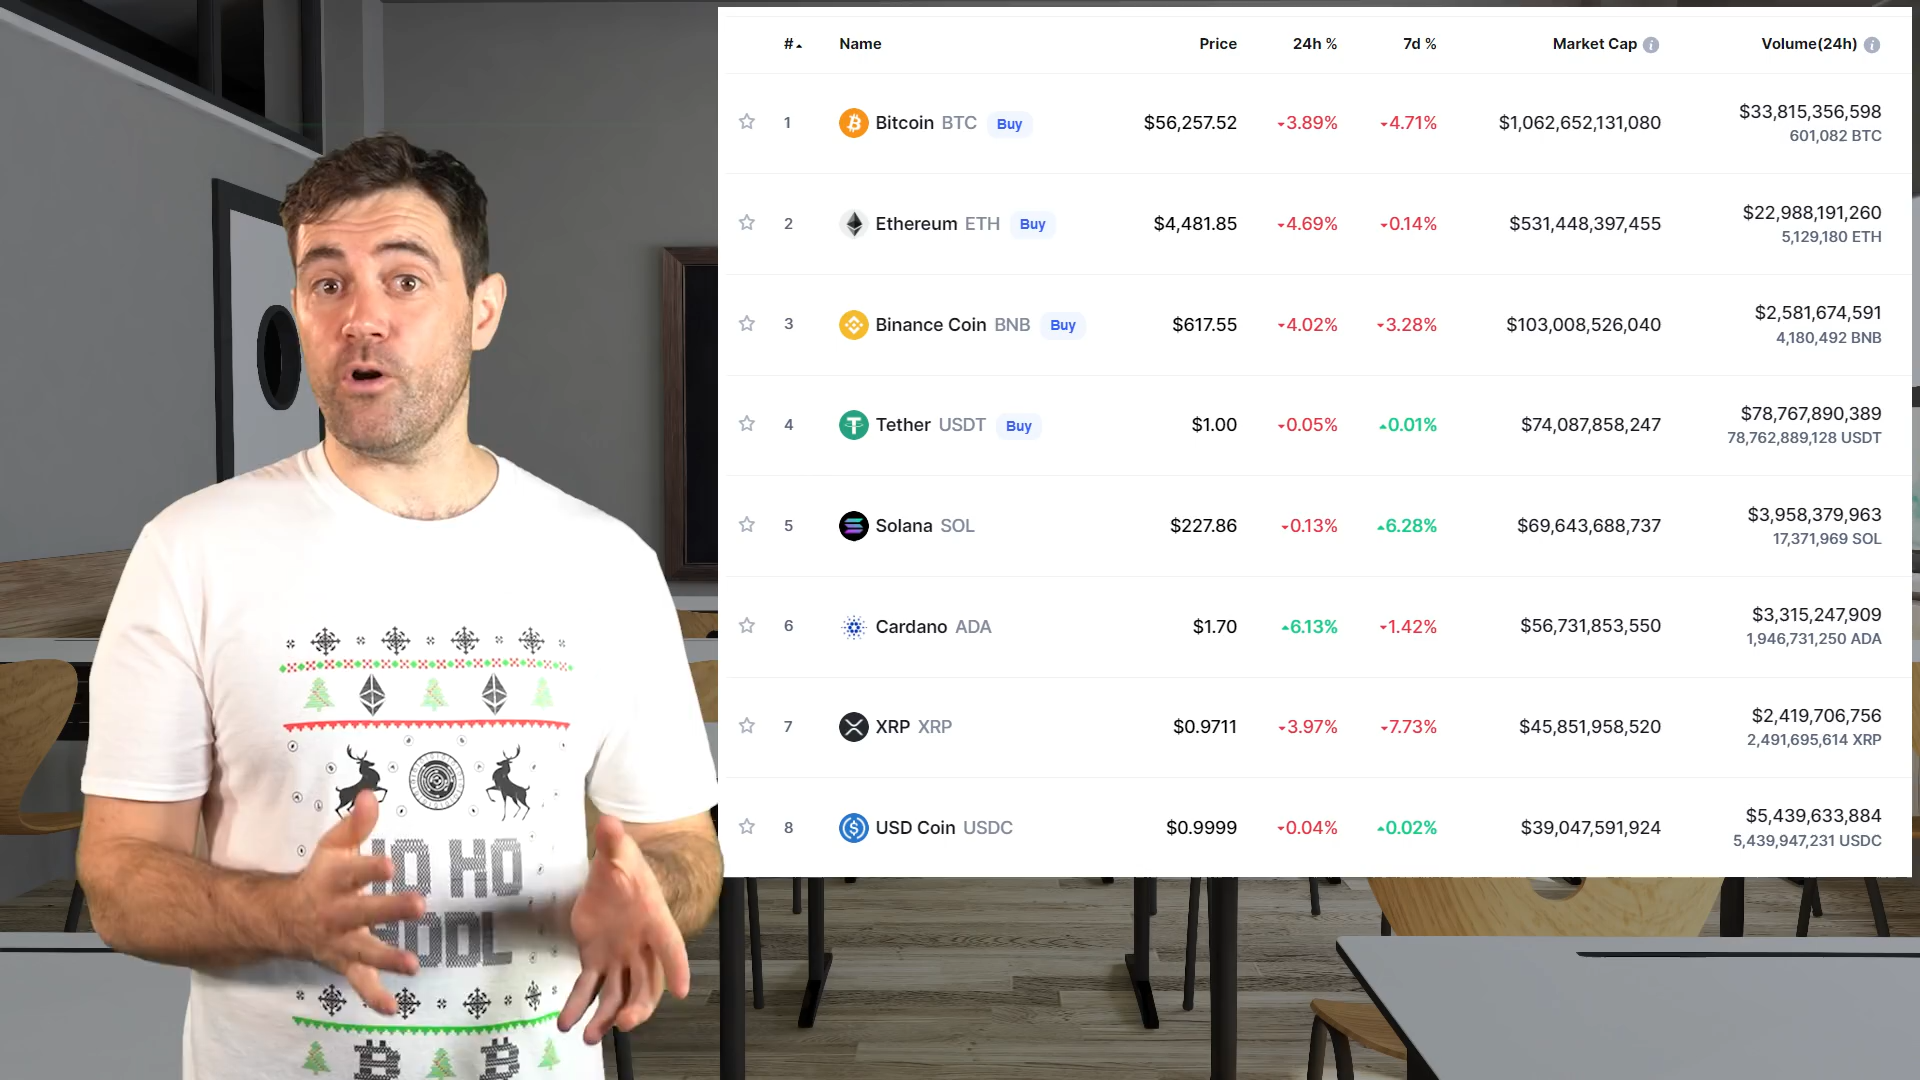 # Name Price 24h % 7d % Market Cap Volume(24h)
1 Bitcoin BTC Buy $56,257.52 3.89% 4.71% $1,062,652,131,080 $33,815,356,598
601,082 BTC
2 Ethereum ETH Buy $4,481.85 4.69% 0.14% $531,448,397,455 $22,988,191,260
5,129,180 ETH
3 Binance Coin BNB Buy $617.55 4.02% 3.28% $103,008,526,040 $2,581,674,591
4,180,492 BNB
4 Tether USDT Buy $1.00 0.05% 0.01% $74,087,858,247 $78,767,890,389
78,762,889,128 USDT
5 Solana SOL $227.86 0.13% 6.28% $69,643,688,737 $3,958,379,963
17,371,969 SOL
6 Cardano ADA $1.70 6.13% 1.42% $56,731,853,550 $3,315,247,909
1,946,731,250 ADA
7 XRP XRP $0.9711 3.97% 7.73% $45,851,958,520 $2,419,706,756
2,491,695,614 XRP
8 USD Coin USDC $0.9999 0.04% 0.02% $39,047,591,924 $5,439,633,884
5,439,947,231 USDC
HO HO
HODL